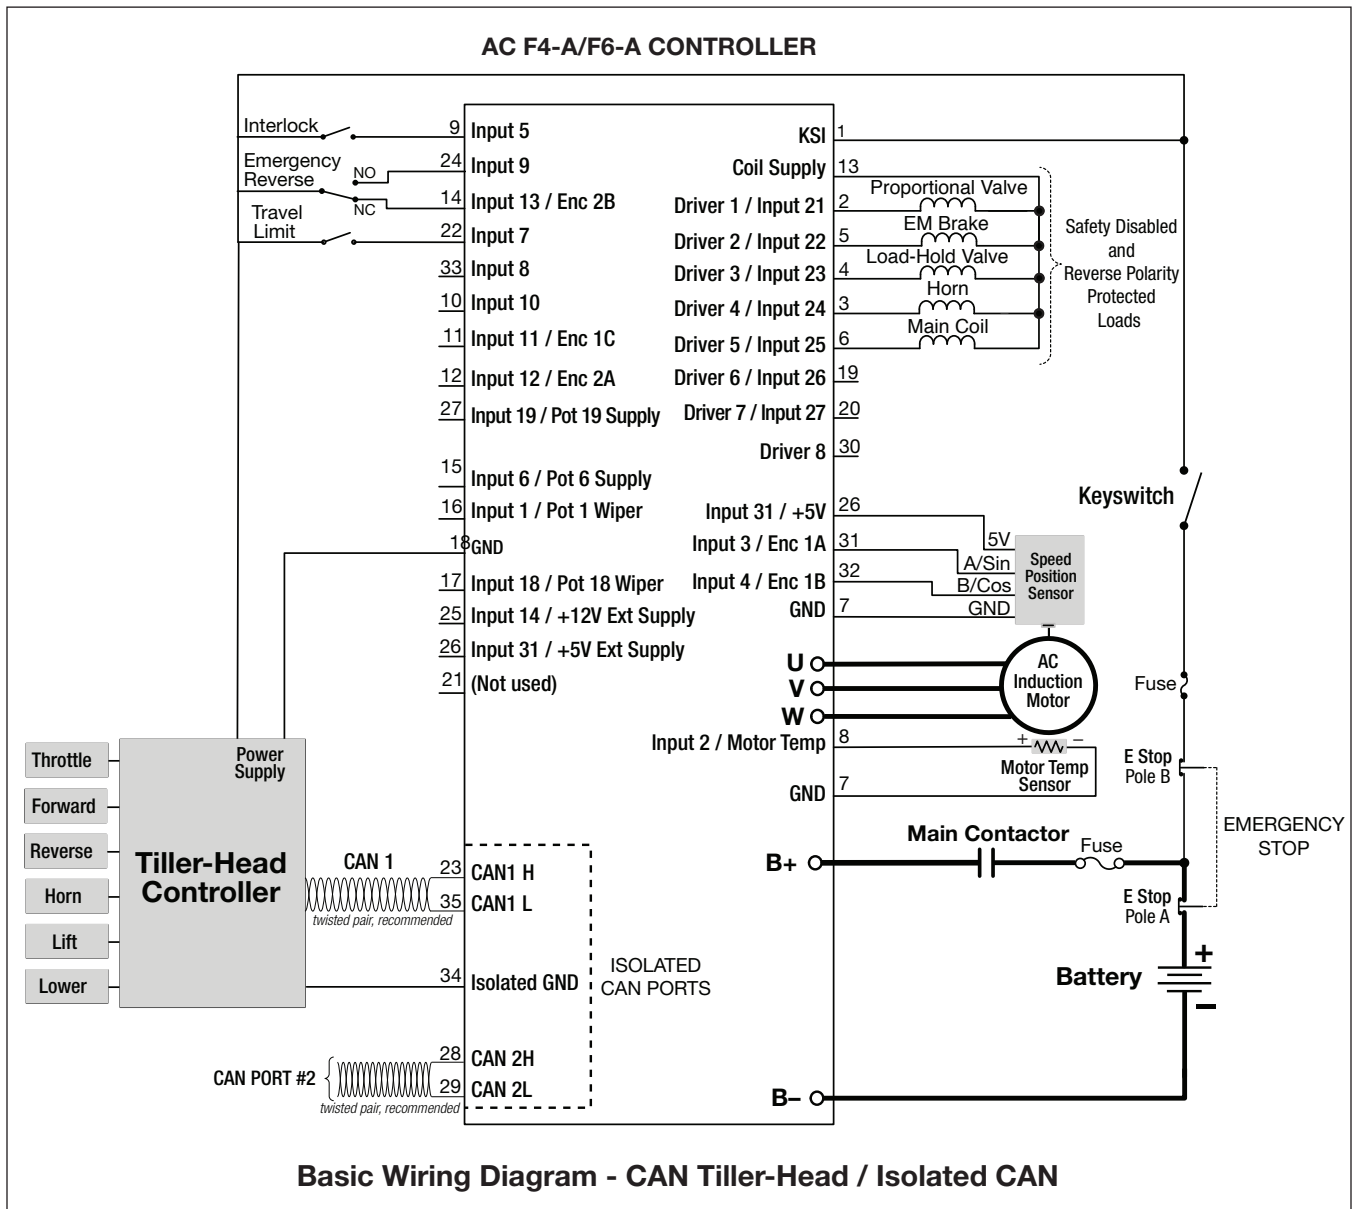 AC F4-A/F6-A CONTROLLER
Interlock
9
Input 5
Emergency
Reverse
NO
NC
24
Input 9
14
Input 13 / Enc 2B
Travel
Limit
22
Input 7
33
Input 8
10
Input 10
11
Input 11 / Enc 1C
12
Input 12 / Enc 2A
27
Input 19 / Pot 19 Supply
15
Input 6 / Pot 6 Supply
16
Input 1 / Pot 1 Wiper
18
GND
17
Input 18 / Pot 18 Wiper
25
Input 14 / +12V Ext Supply
26
Input 31 / +5V Ext Supply
21
(Not used)
KSI
1
Coil Supply
13
Proportional Valve
Driver 1 / Input 21
2
EM Brake
Driver 2 / Input 22
5
Load-Hold Valve
Driver 3 / Input 23
4
Horn
Driver 4 / Input 24
3
Main Coil
Driver 5 / Input 25
6
Driver 6 / Input 26
19
Driver 7 / Input 27
20
Driver 8
30
Safety Disabled
and
Reverse Polarity
Protected
Loads
Keyswitch
Input 31 / +5V
26
5V
Input 3 / Enc 1A
31
A/Sin
Input 4 / Enc 1B
32
B/Cos
GND
7
GND
Speed
Position
Sensor
U
V
W
AC
Induction
Motor
Fuse
Input 2 / Motor Temp
8
+
–
Motor Temp
Sensor
GND
7
E Stop
Pole B
EMERGENCY
STOP
Main Contactor
Fuse
B+
E Stop
Pole A
Battery
+
–
B–
Throttle
Forward
Reverse
Horn
Lift
Lower
Power
Supply
Tiller-Head
Controller
CAN 1
twisted pair, recommended
23
CAN1 H
35
CAN1 L
34
Isolated GND
ISOLATED
CAN PORTS
CAN PORT #2
twisted pair, recommended
28
CAN 2H
29
CAN 2L
Basic Wiring Diagram - CAN Tiller-Head / Isolated CAN